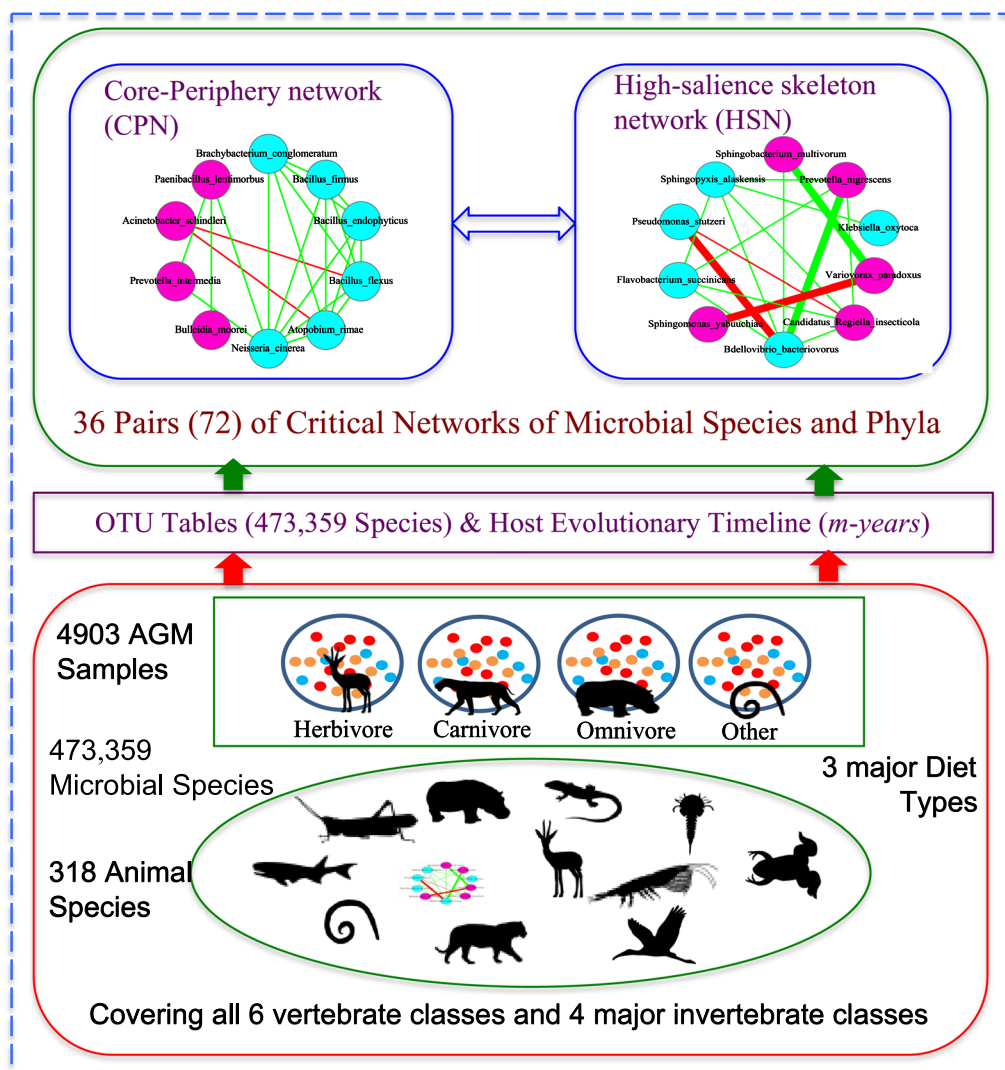 Core-Periphery network
(CPN)
Brachybacterium_conglomeratum
Paenibacillus_lentimorbus
Bacillus_firmus
Acinetobacter_schindleri
Bacillus_endophyticus
Prevotella_intermedia
Bacillus_flexus
Bulleidia_moorei
Atopobium_rimae
Neisseria_cinerea
High-salience skeleton
network (HSN)
Sphingobacterium_multivorum
Sphingopyxis_alaskensis
Prevotella_nigrescens
Pseudomonas_stutzeri
Klebsiella_oxytoca
Flavobacterium_succinicans
Variovorax_paradoxus
Sphingomonas_yabuuchiae
Candidatus_Regiella_insecticola
Bdellovibrio_bacteriovorus
36 Pairs (72) of Critical Networks of Microbial Species and Phyla
OTU Tables (473,359 Species) & Host Evolutionary Timeline (m-years)
4903 AGM
Samples
Herbivore
Carnivore
Omnivore
Other
473,359
Microbial Species
3 major Diet
Types
318 Animal
Species
Covering all 6 vertebrate classes and 4 major invertebrate classes